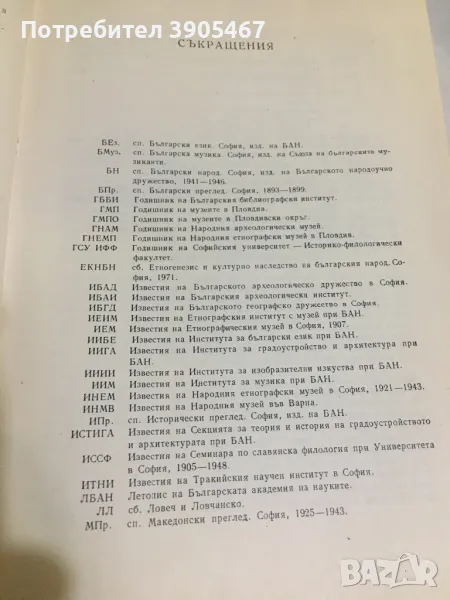 Потребител 3905467
СЪКРАЩЕНИЯ
БЕз. сп. Български език. София, изд. на БАН.
БМуз. сп. Българска музика. София, изд. на Съюза на българските му-
зиканти.
БН сп. Български народ. София, изд. на Българското народоучно
дружество, 1941—1946.
БПр. сп. Български преглед. София, 1893—1899.
ГББИ Годишник на Българския библиографски институт.
ГМП Годишник на музеите в Пловдив.
ГМПО Годишник на музеите в Пловдивски окръг.
ГНАМ Годишник на Народния археологически музей.
ГНЕМП Годишник на Народния етнографски музей в Пловдив.
ГСУ ИФФ Годишник на Софийския университет — Историко-филологически
факултет.
ЕКНБН сб. Етногенезис и културно наследство на българския народ. Со-
фия, 1971.
ИБАД Известия на Българското археологическо дружество в София.
ИБАИ Известия на Българския археологически институт.
ИБГД Известия на Българското географско дружество в София.
ИЕИМ Известия на Етнографския институт с музей при БАН.
ИЕМ Известия на Етнографическия музей в София, 1907.
ИИБЕ Известия на Института за български език при БАН.
ИИГА Известия на Института за градоустройство и архитектура при
БАН.
ИИИИ Известия на Института за изобразителни изкуства при БАН.
ИИМ Известия на Института за музика при БАН.
ИНЕМ Известия на Народния етнографски музей в София, 1921—1943.
ИНМВ Известия на Народния музей във Варна.
ИПр. сп. Исторически преглед. София, изд. на БАН.
ИСТИГА Известия на Секцията за теория и история на градоустройството
и архитектурата при БАН.
ИССФ Известия на Семинара по славянска филология при Университета
в София, 1905—1948.
ИТНИ Известия на Тракийския научен институт в София.
ЛБАН Летопис на Българската академия на науките.
ЛЛ сб. Ловеч и Ловчанско.
МПр. сп. Македонски преглед. София, 1925—1943.
BAZAR